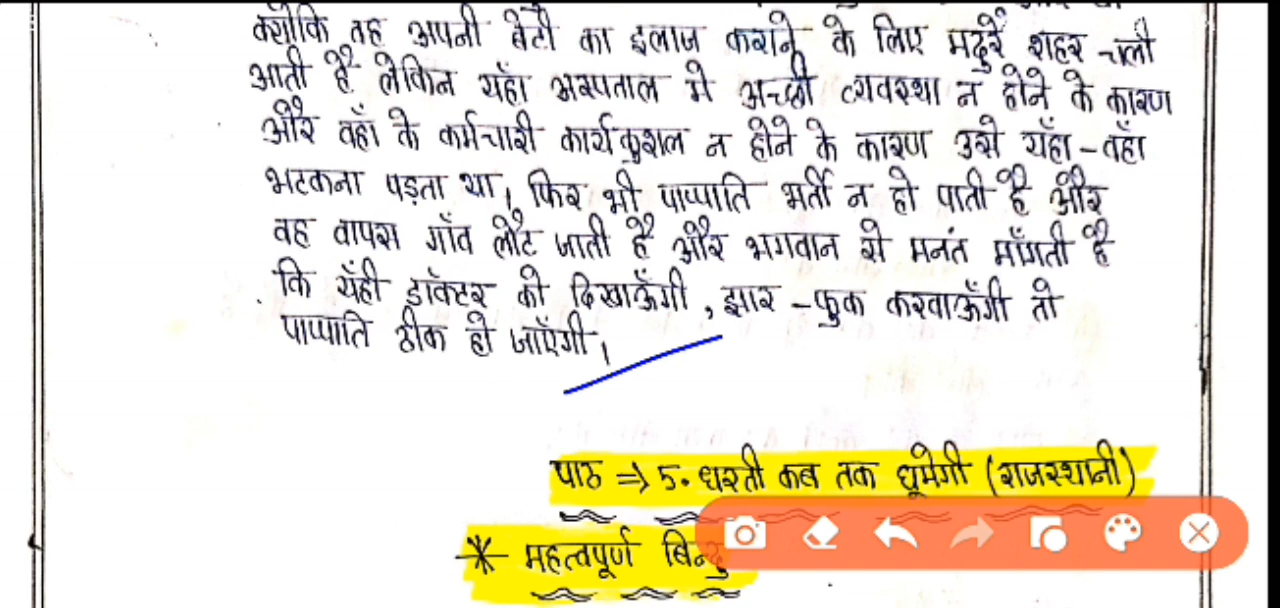 क्योंकि वह अपनी बेटी का इलाज कराने के लिए मदुरै शहर चली
आती है लेकिन यहाँ अस्पताल मे अच्छी व्यवस्था न होने के कारण
और वहाँ के कर्मचारी कार्यकुशल न होने के कारण उसे यहाँ-वहाँ
भटकना पड़ता था, फिर भी पाप्पाति भर्ती न हो पाती है और
वह वापस गाँव लौट जाती है और भगवान से मनंत माँगती है
कि यँही डॉक्टर को दिखाऊँगी, झार-फुक करवाऊँगी तो
पाप्पाति ठीक हो जाएँगी।
पाठ ⇒ 5. धरती कब तक घूमेगी (राजस्थानी)
* महत्वपूर्ण बिन्दु